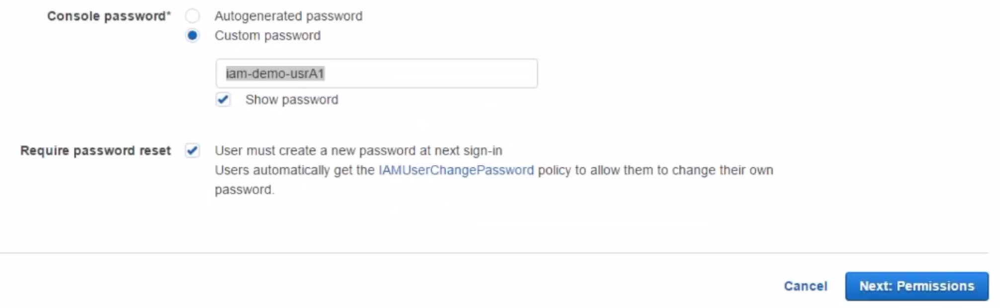 Console password*
Autogenerated password
Custom password
iam-demo-usrA1
Show password
Require password reset
User must create a new password at next sign-in
Users automatically get the IAMUserChangePassword policy to allow them to change their own
password.
Cancel
Next: Permissions